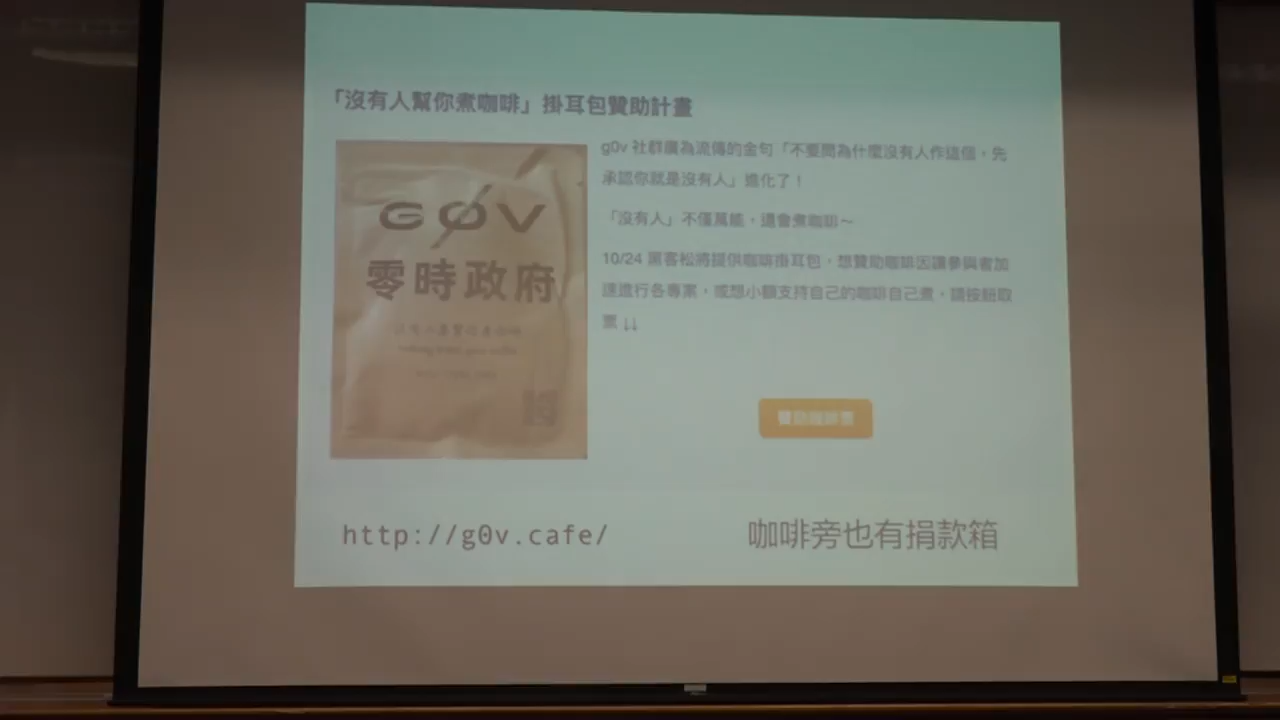 「沒有人幫你煮咖啡」掛耳包贊助計畫
g0v 社群廣為流傳的金句「不要問為什麼沒有人作這個，先
承認你就是沒有人」進化了！
「沒有人」不僅萬能，還會煮咖啡～
10/24 黑客松將提供咖啡掛耳包，想贊助咖啡因讓參與者加
速進行各專案，或想小額支持自己的咖啡自己煮，請按鈕取
票 ↓↓
GØV
零時政府
http://g0v.cafe/
咖啡旁也有捐款箱